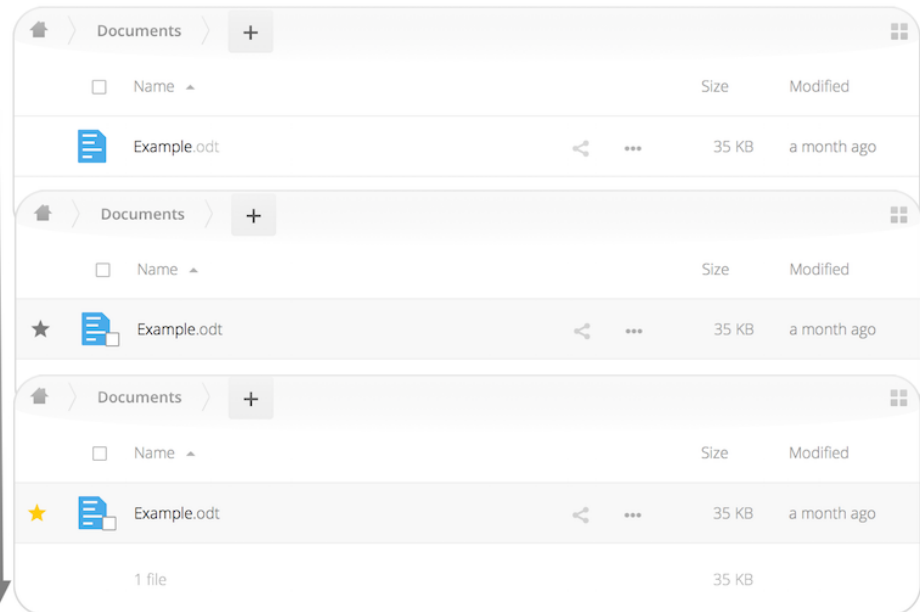 Documents +
Name Size Modified
Example.odt 35 KB a month ago
Documents +
Name Size Modified
Example.odt 35 KB a month ago
Documents +
Name Size Modified
Example.odt 35 KB a month ago
1 file 35 KB